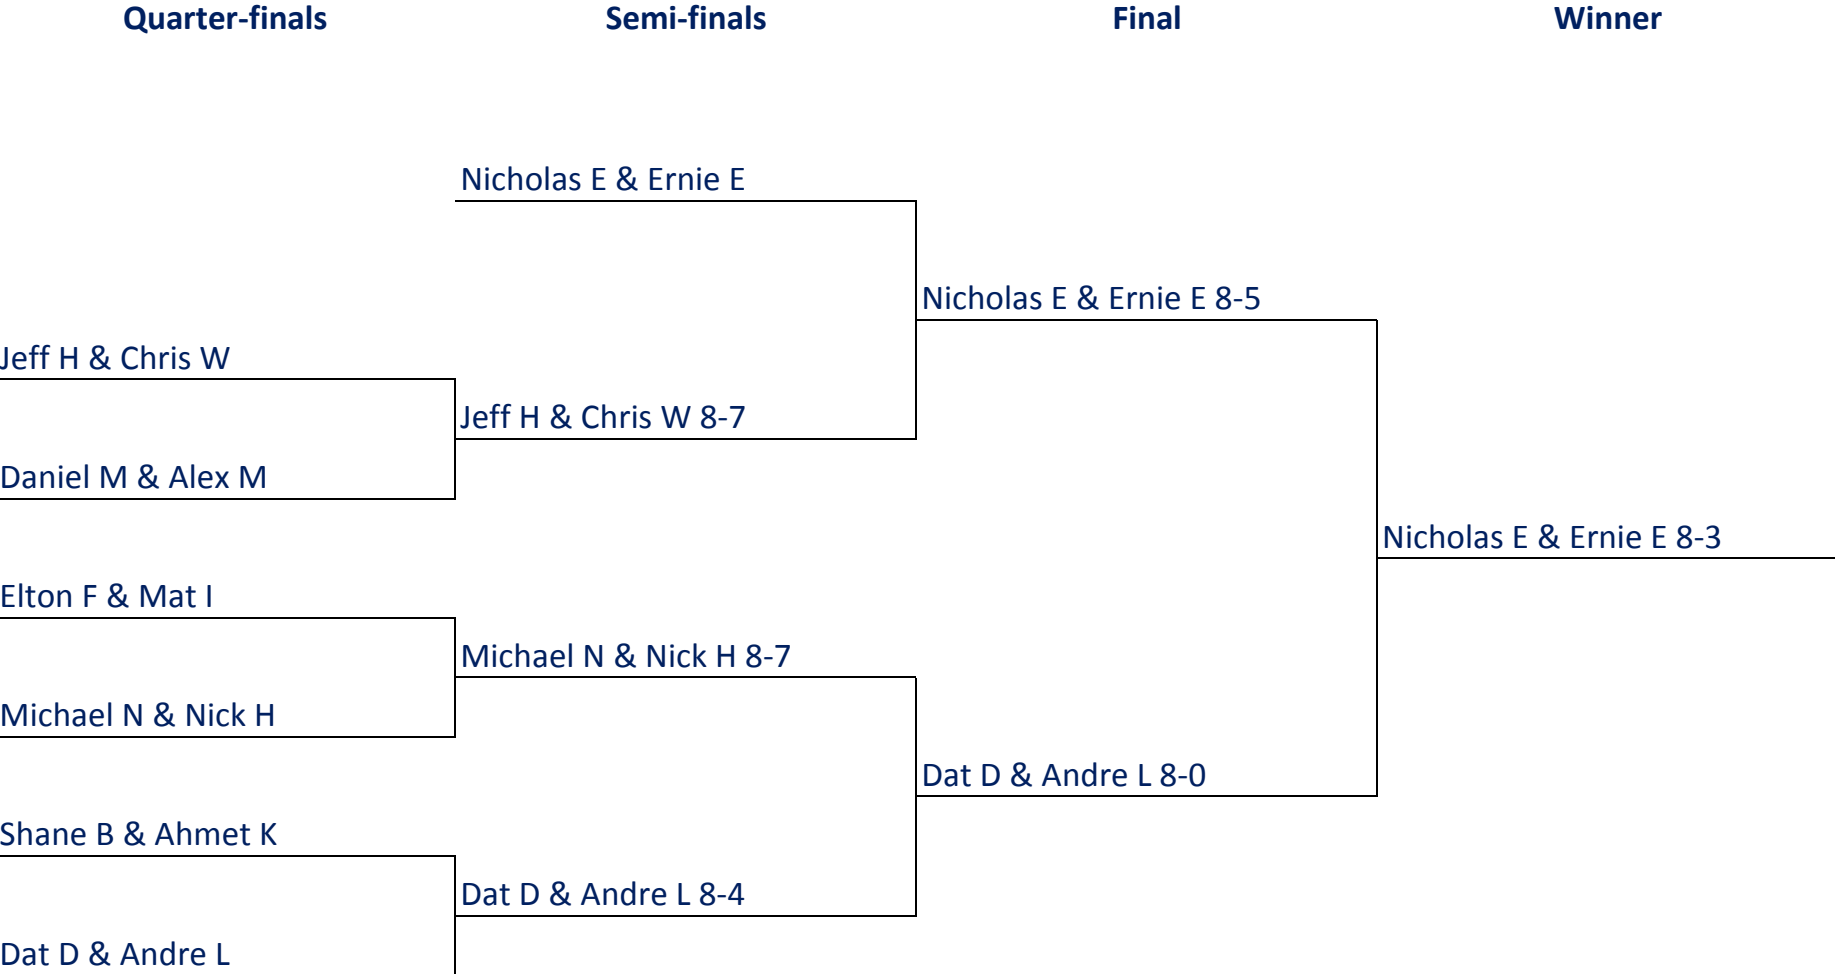 Quarter-finals Semi-finals Final Winner
Nicholas E & Ernie E
Nicholas E & Ernie E 8-5
Jeff H & Chris W
Jeff H & Chris W 8-7
Daniel M & Alex M
Nicholas E & Ernie E 8-3
Elton F & Mat I
Michael N & Nick H 8-7
Michael N & Nick H
Dat D & Andre L 8-0
Shane B & Ahmet K
Dat D & Andre L 8-4
Dat D & Andre L